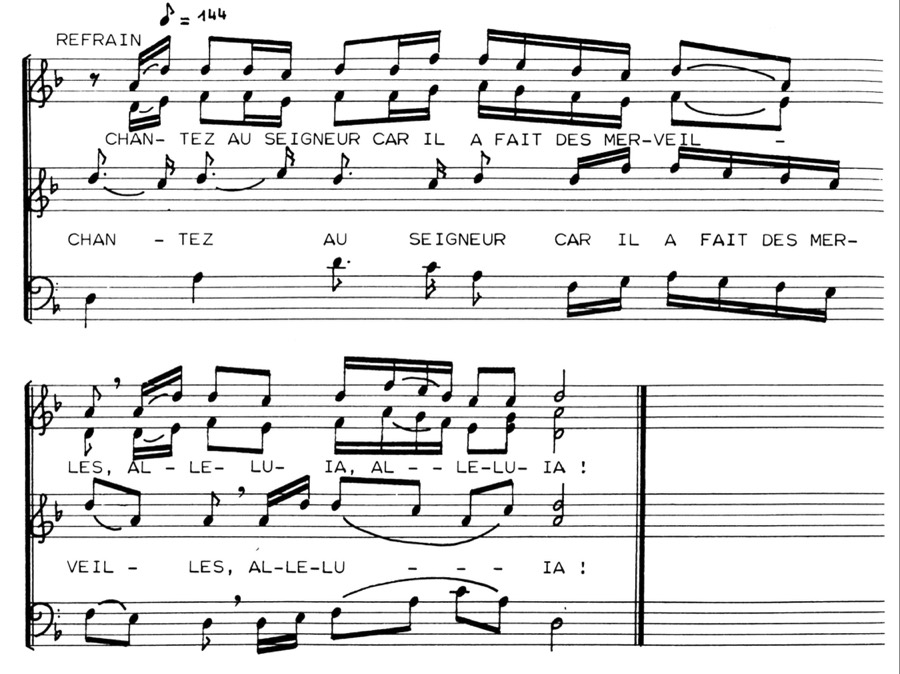 ♪ = 144
REFRAIN
CHAN- TEZ AU SEIGNEUR CAR IL A FAIT DES MER-VEIL -
CHAN - TEZ AU SEIGNEUR CAR IL A FAIT DES MER-
LES, AL - LE- LU- IA, AL- - LE-LU- IA !
VEIL - LES, AL-LE-LU - - - IA !